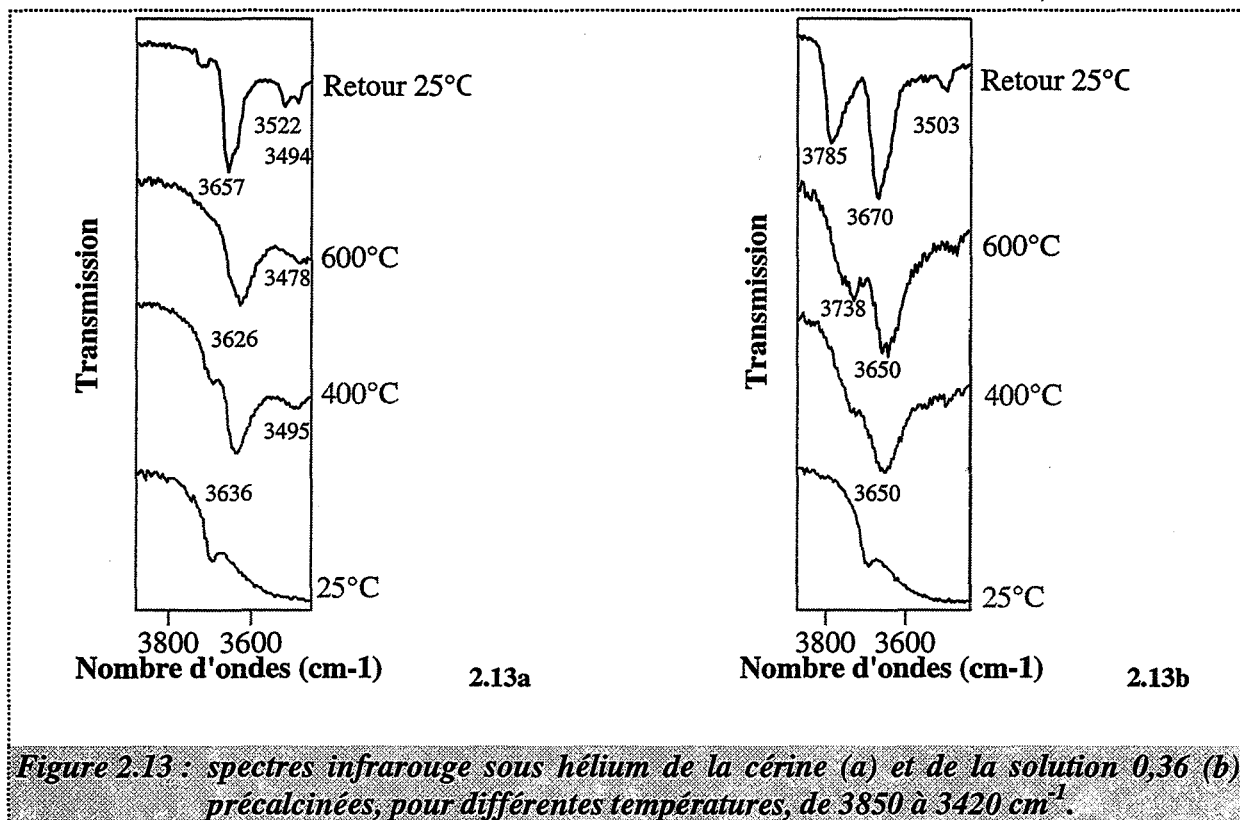 Retour 25°C
3522
3494
3657
600°C
3478
3626
400°C
3495
3636
25°C
Transmission
3800 3600
Nombre d'ondes (cm-1)
2.13a
Retour 25°C
3503
3785
3670
600°C
3738
3650
400°C
3650
25°C
Transmission
3800 3600
Nombre d'ondes (cm-1)
2.13b
Figure 2.13 : spectres infrarouge sous hélium de la cérine (a) et de la solution 0,36 (b)
précalcinées, pour différentes températures, de 3850 à 3420 cm-1.